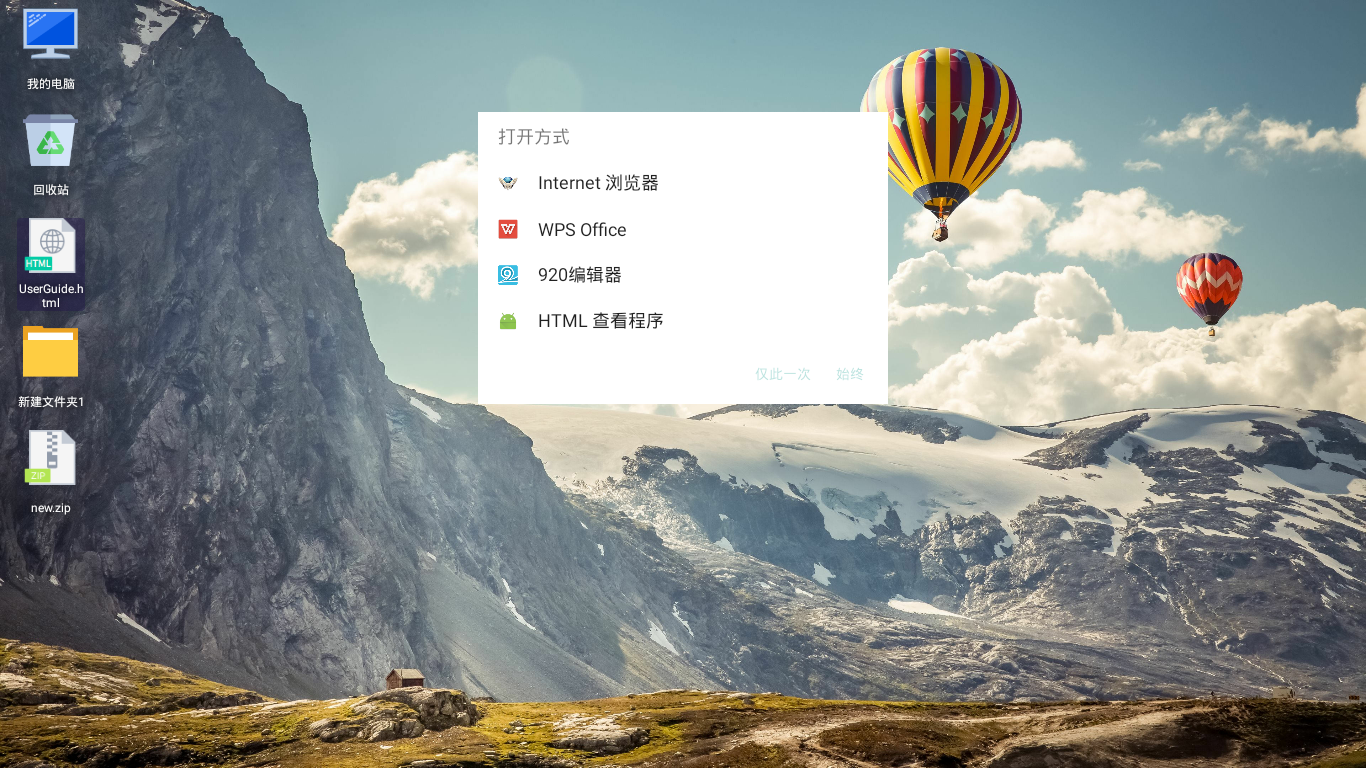 我的电脑
回收站
HTML
UserGuide.h
tml
新建文件夹1
ZIP
new.zip
打开方式
Internet 浏览器
WPS Office
920编辑器
HTML 查看程序
仅此一次 始终